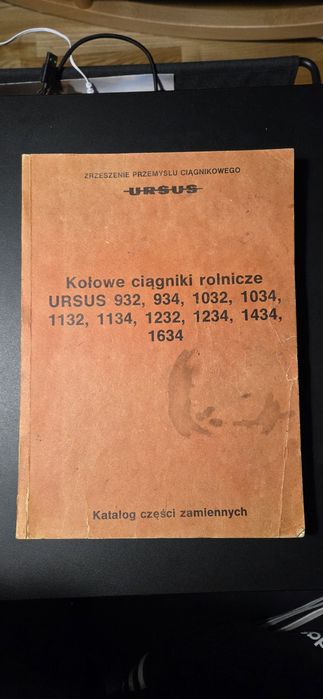 ZRZESZENIE PRZEMYSŁU CIĄGNIKOWEGO
URSUS
Kołowe ciągniki rolnicze
URSUS 932, 934, 1032, 1034,
1132, 1134, 1232, 1234, 1434,
1634
Katalog części zamiennych